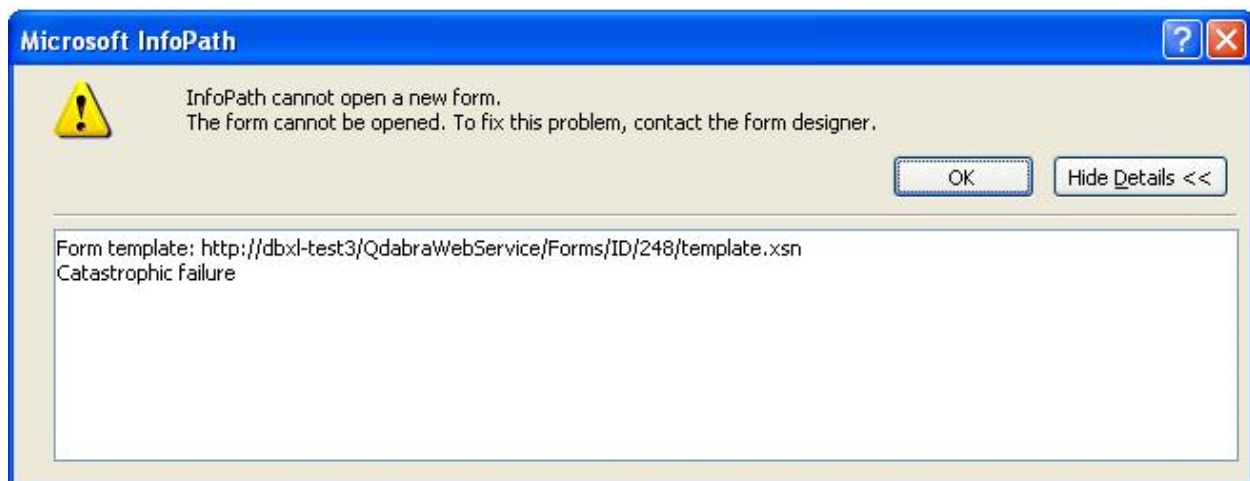 Microsoft InfoPath
InfoPath cannot open a new form.
The form cannot be opened. To fix this problem, contact the form designer.
OK
Hide Details <<
Form template: http://dbxl-test3/QdabraWebService/Forms/ID/248/template.xsn
Catastrophic failure